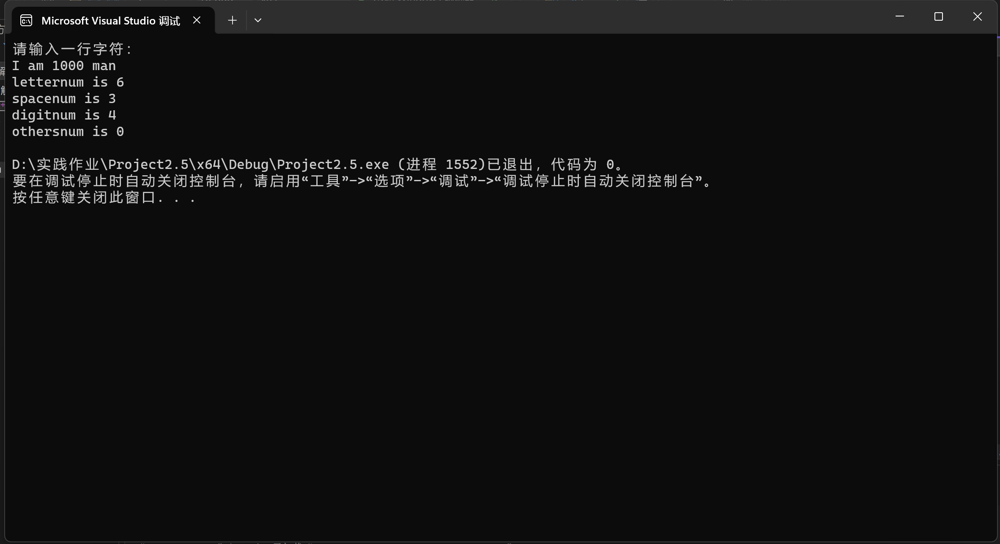 Microsoft Visual Studio 调试
请输入一行字符：
I am 1000 man
letternum is 6
spacenum is 3
digitnum is 4
othersnum is 0
D:\实践作业\Project2.5\x64\Debug\Project2.5.exe (进程 1552)已退出，代码为 0。
要在调试停止时自动关闭控制台，请启用“工具”->“选项”->“调试”->“调试停止时自动关闭控制台”。
按任意键关闭此窗口. . .